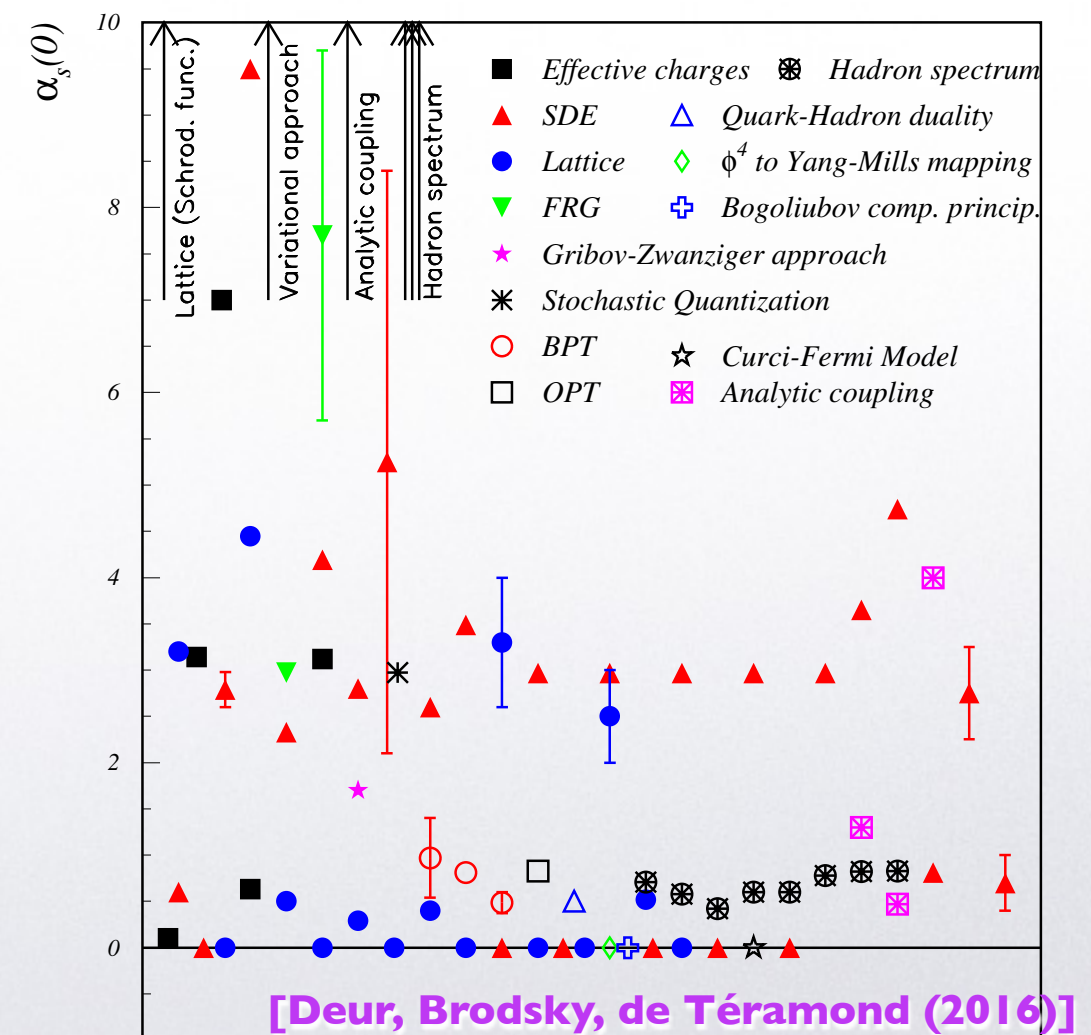 α_s(0)
10
8
6
4
2
0
Lattice (Schrod. func.)
Variational approach
Analytic coupling
Hadron spectrum
Effective charges
Hadron spectrum
SDE
Quark-Hadron duality
Lattice
ϕ⁴ to Yang-Mills mapping
FRG
Bogoliubov comp. princip.
Gribov-Zwanziger approach
Stochastic Quantization
BPT
Curci-Fermi Model
OPT
Analytic coupling
[Deur, Brodsky, de Téramond (2016)]